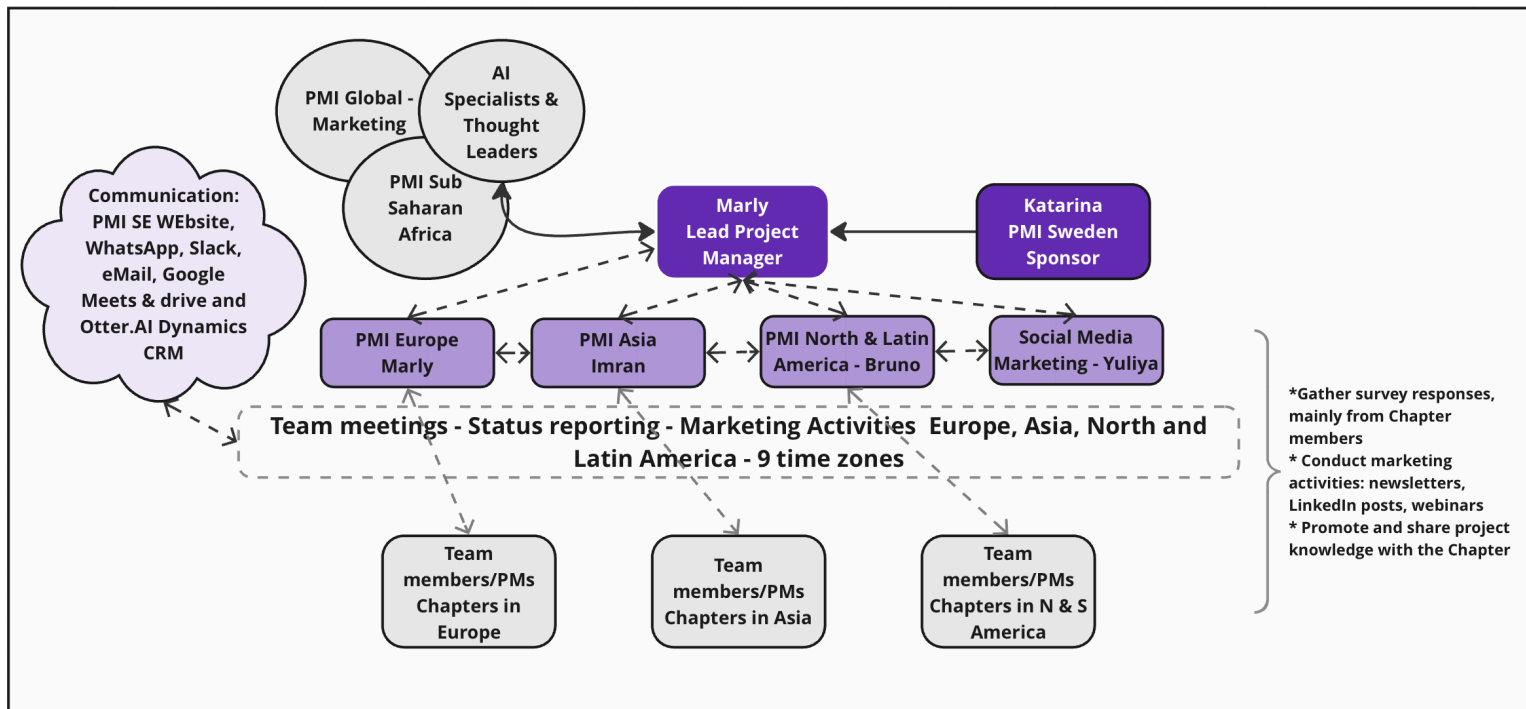 PMI Global -
Marketing
AI
Specialists &
Thought
Leaders
PMI Sub
Saharan
Africa
Communication:
PMI SE WEbsite,
WhatsApp, Slack,
eMail, Google
Meets & drive and
Otter.AI Dynamics
CRM
Marly
Lead Project
Manager
Katarina
PMI Sweden
Sponsor
PMI Europe
Marly
PMI Asia
Imran
PMI North & Latin
America - Bruno
Social Media
Marketing - Yuliya
Team meetings - Status reporting - Marketing Activities  Europe, Asia, North and
Latin America - 9 time zones
*Gather survey responses,
mainly from Chapter
members
* Conduct marketing
activities: newsletters,
LinkedIn posts, webinars
* Promote and share project
knowledge with the Chapter
Team
members/PMs
Chapters in
Europe
Team
members/PMs
Chapters in Asia
Team
members/PMs
Chapters in N & S
America